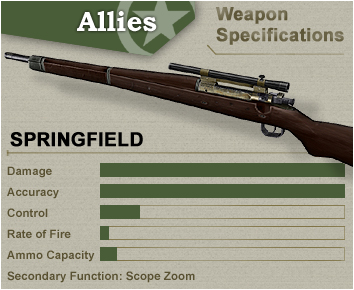 Allies
Weapon
Specifications
SPRINGFIELD
Damage
Accuracy
Control
Rate of Fire
Ammo Capacity
Secondary Function: Scope Zoom